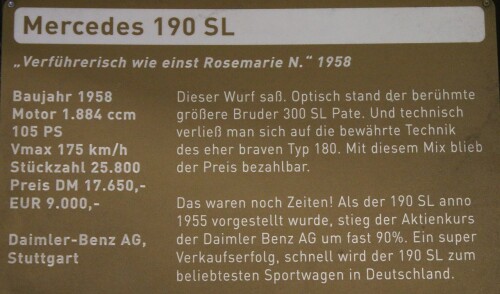 Mercedes 190 SL
„Verführerisch wie einst Rosemarie N.“ 1958
Baujahr 1958
Motor 1.884 ccm
105 PS
Vmax 175 km/h
Stückzahl 25.800
Preis DM 17.650,-
EUR 9.000,-
Daimler-Benz AG,
Stuttgart
Dieser Wurf saß. Optisch stand der berühmte
größere Bruder 300 SL Pate. Und technisch
verließ man sich auf die bewährte Technik
des eher braven Typ 180. Mit diesem Mix blieb
der Preis bezahlbar.
Das waren noch Zeiten! Als der 190 SL anno
1955 vorgestellt wurde, stieg der Aktienkurs
der Daimler Benz AG um fast 90%. Ein super
Verkaufserfolg, schnell wird der 190 SL zum
beliebtesten Sportwagen in Deutschland.